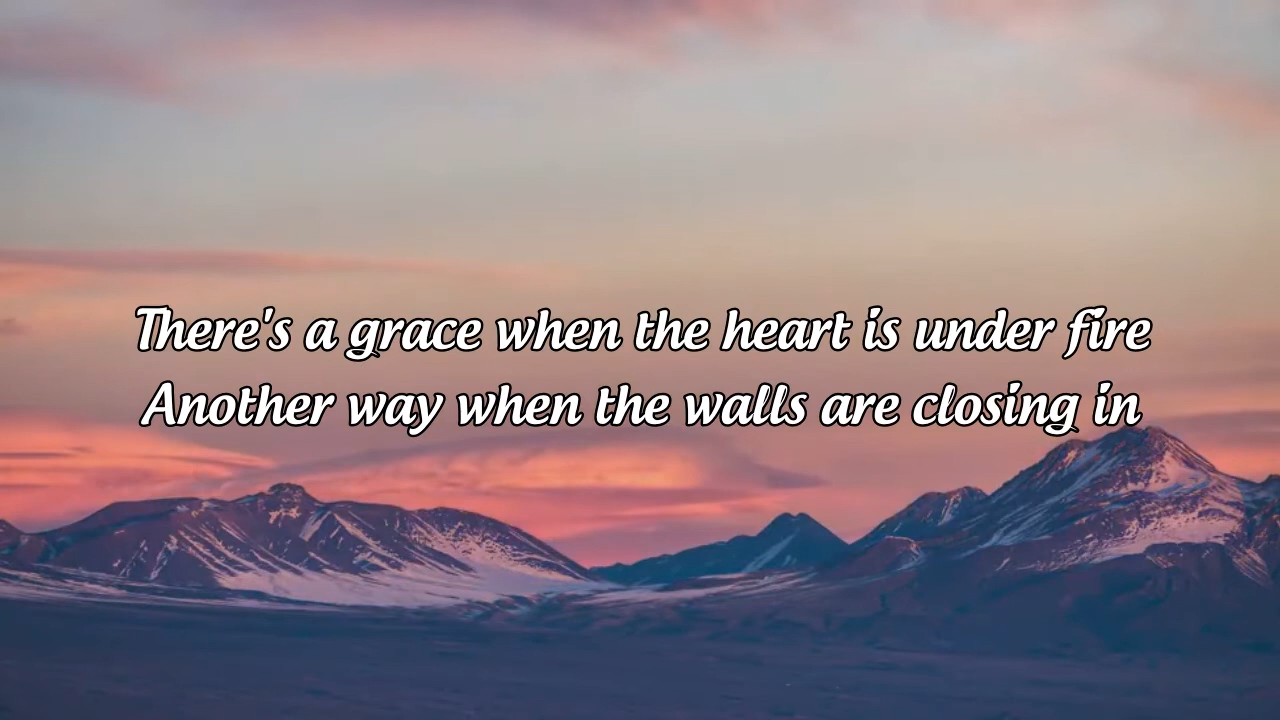 There's a grace when the heart is under fire
Another way when the walls are closing in